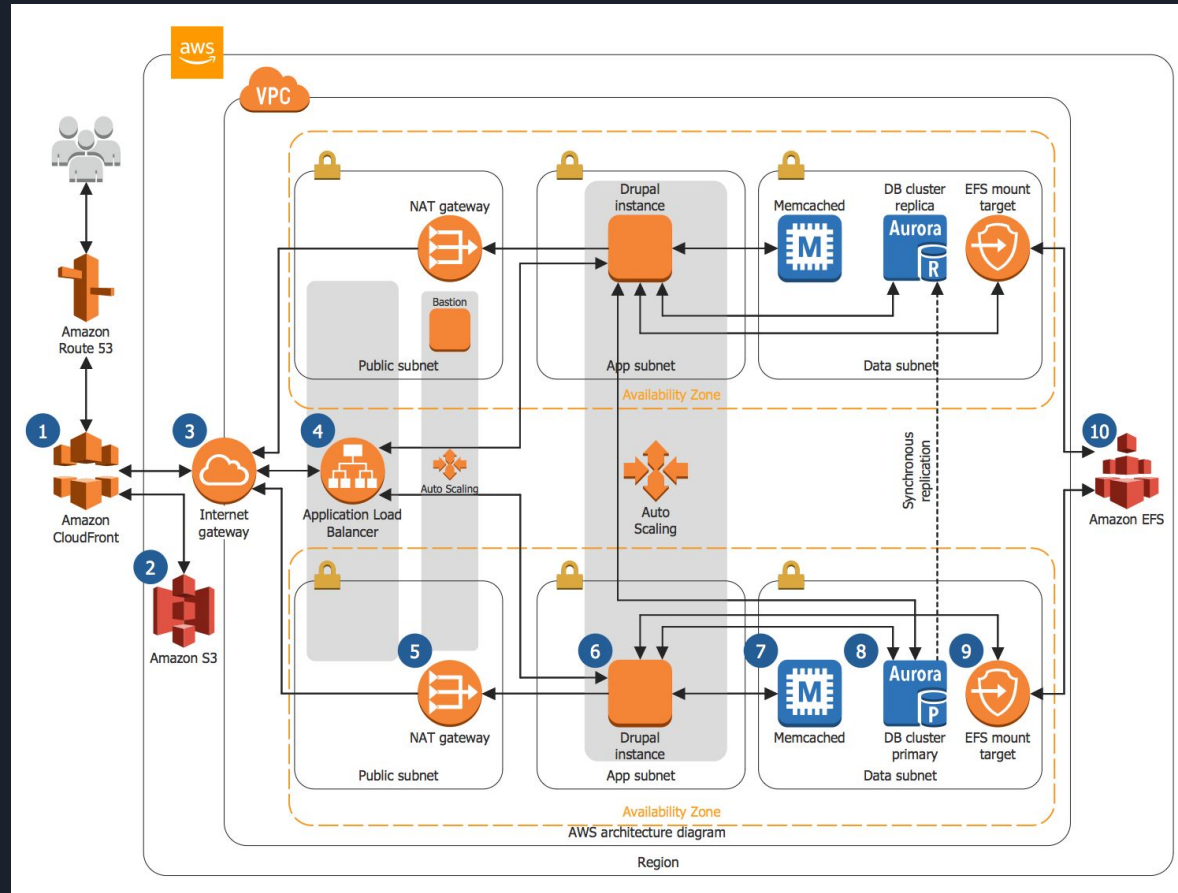 aws
VPC
NAT gateway
Drupal
instance
Memcached
M
DB cluster
replica
Aurora
R
EFS mount
target
Bastion
Public subnet
App subnet
Data subnet
Availability Zone
Amazon
Route 53
1
Amazon
CloudFront
2
Amazon S3
3
Internet
gateway
4
Application Load
Balancer
Auto Scaling
Auto
Scaling
Synchronous
replication
10
Amazon EFS
5
NAT gateway
6
Drupal
instance
7
M
Memcached
8
Aurora
P
DB cluster
primary
9
EFS mount
target
Public subnet
App subnet
Data subnet
Availability Zone
AWS architecture diagram
Region